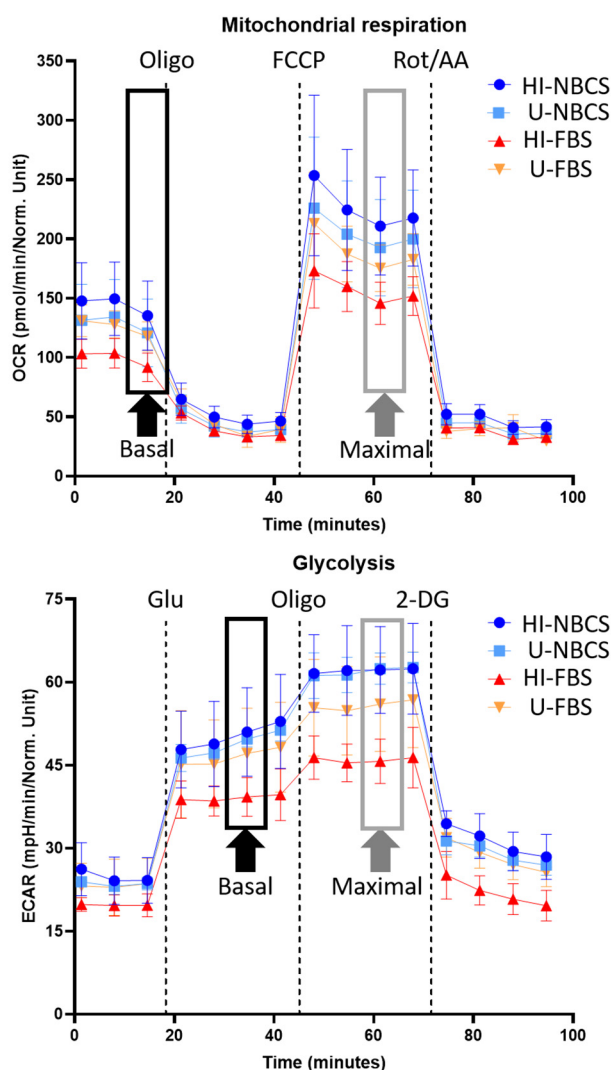 Mitochondrial respiration
Oligo FCCP Rot/AA
HI-NBCS
U-NBCS
HI-FBS
U-FBS
OCR (pmol/min/Norm. Unit)
350
300
250
200
150
100
50
0
Basal Maximal
0 20 40 60 80 100
Time (minutes)
Glycolysis
Glu Oligo 2-DG
HI-NBCS
U-NBCS
HI-FBS
U-FBS
ECAR (mpH/min/Norm. Unit)
75
60
45
30
15
0
Basal Maximal
0 20 40 60 80 100
Time (minutes)